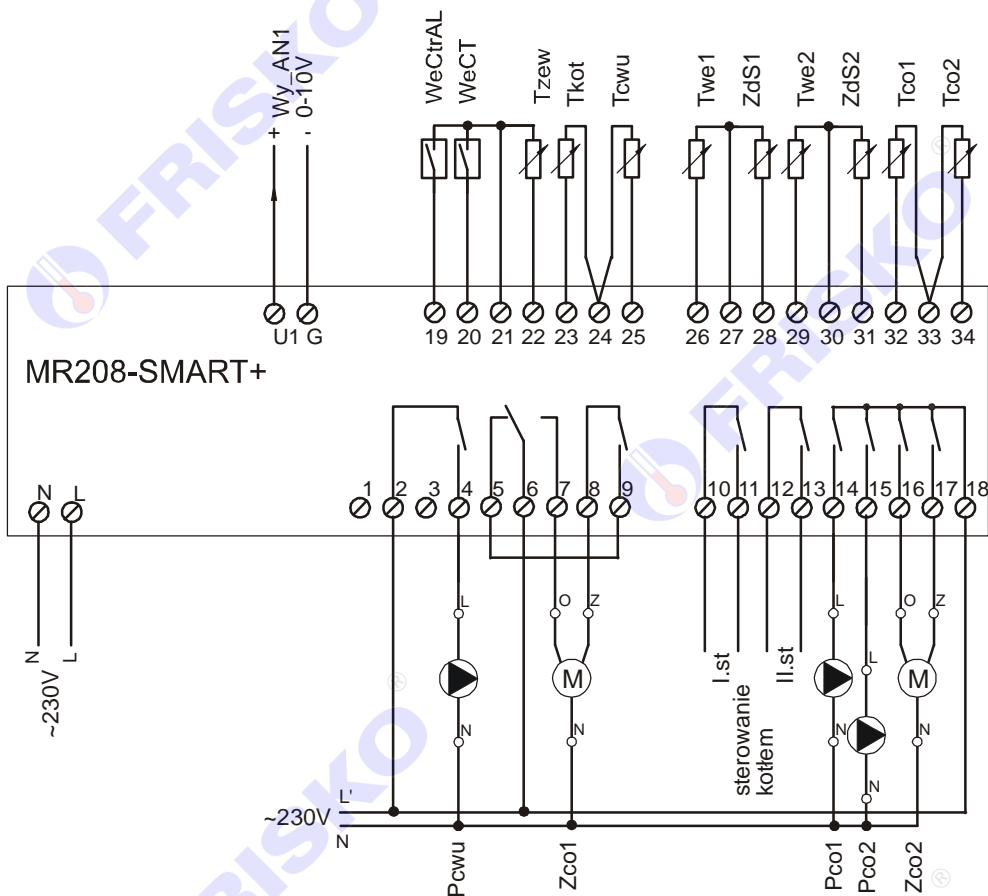 WeCtrAL
WeCT
Tzew
Tkot
Tcwu
Twe1
ZdS1
Twe2
ZdS2
Tco1
Tco2
+ Wy_AN1
- 0-10V
FRISKO
FRISKO ®
FRISKO ®
®
U1 G 19 20 21 22 23 24 25 26 27 28 29 30 31 32 33 34
MR208-SMART+
N L
1 2 3 4 5 6 7 8 9 10 11 12 13 14 15 16 17 18
N L
~230V
L O Z L O Z
L
M M
I.st II.st
sterowanie
kotłem
N N N N
N
L'
~230V
N
Pcwu
Zco1
Pco1
Pco2
Zco2